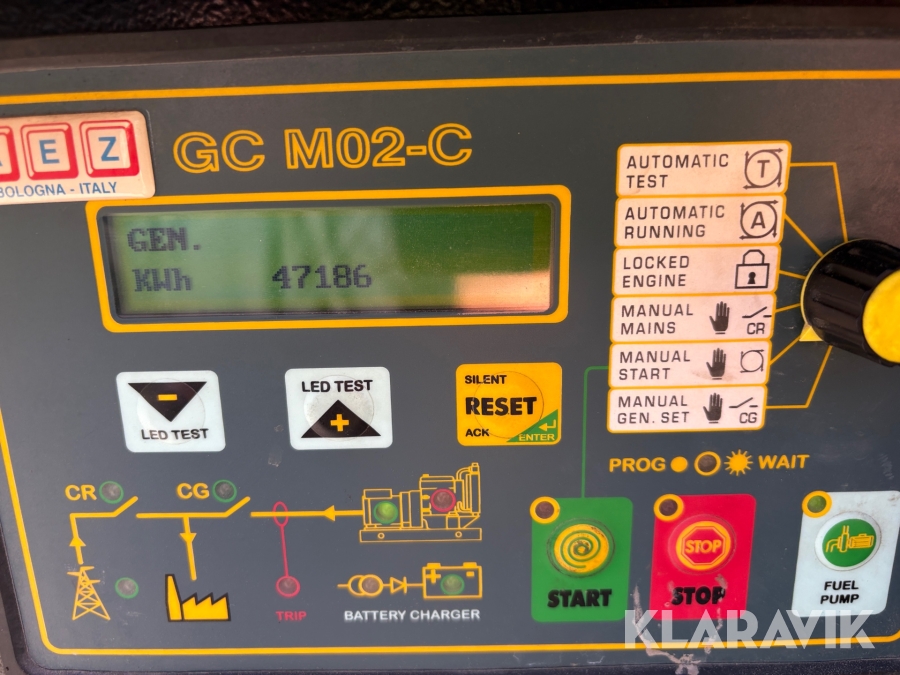 E Z
BOLOGNA - ITALY
GC M02-C
GEN.
KWh 47186
AUTOMATIC
TEST T
AUTOMATIC
RUNNING A
LOCKED
ENGINE
MANUAL
MAINS CR
MANUAL
START
MANUAL
GEN. SET CG
LED TEST
-
LED TEST
+
SILENT
RESET
ACK
ENTER
PROG WAIT
CR
CG
TRIP
BATTERY CHARGER
START
STOP
STOP
FUEL
PUMP
KLARAVIK